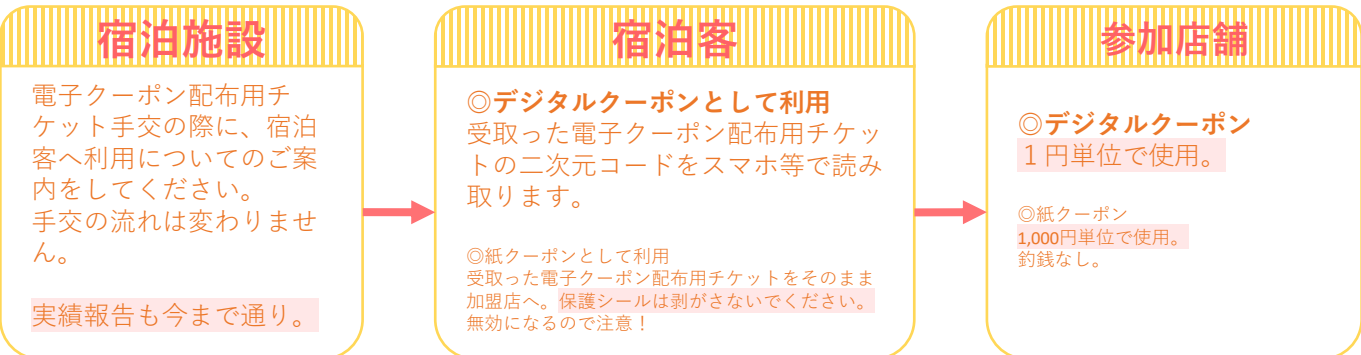 宿泊施設
電子クーポン配布用チ
ケット手交の際に、宿泊
客へ利用についてのご案
内をしてください。
手交の流れは変わりませ
ん。
実績報告も今まで通り。
宿泊客
◎デジタルクーポンとして利用
受取った電子クーポン配布用チケッ
トの二次元コードをスマホ等で読み
取ります。
◎紙クーポンとして利用
受取った電子クーポン配布用チケットをそのまま
加盟店へ。保護シールは剥がさないでください。
無効になるので注意！
参加店舗
◎デジタルクーポン
１円単位で使用。
◎紙クーポン
1,000円単位で使用。
釣銭なし。